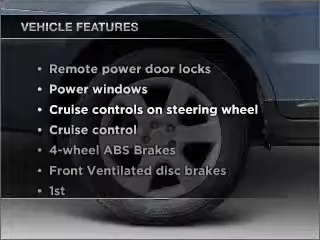 VEHICLE FEATURES
• Remote power door locks
• Power windows
• Cruise controls on steering wheel
• Cruise control
• 4-wheel ABS Brakes
• Front Ventilated disc brakes
• 1st